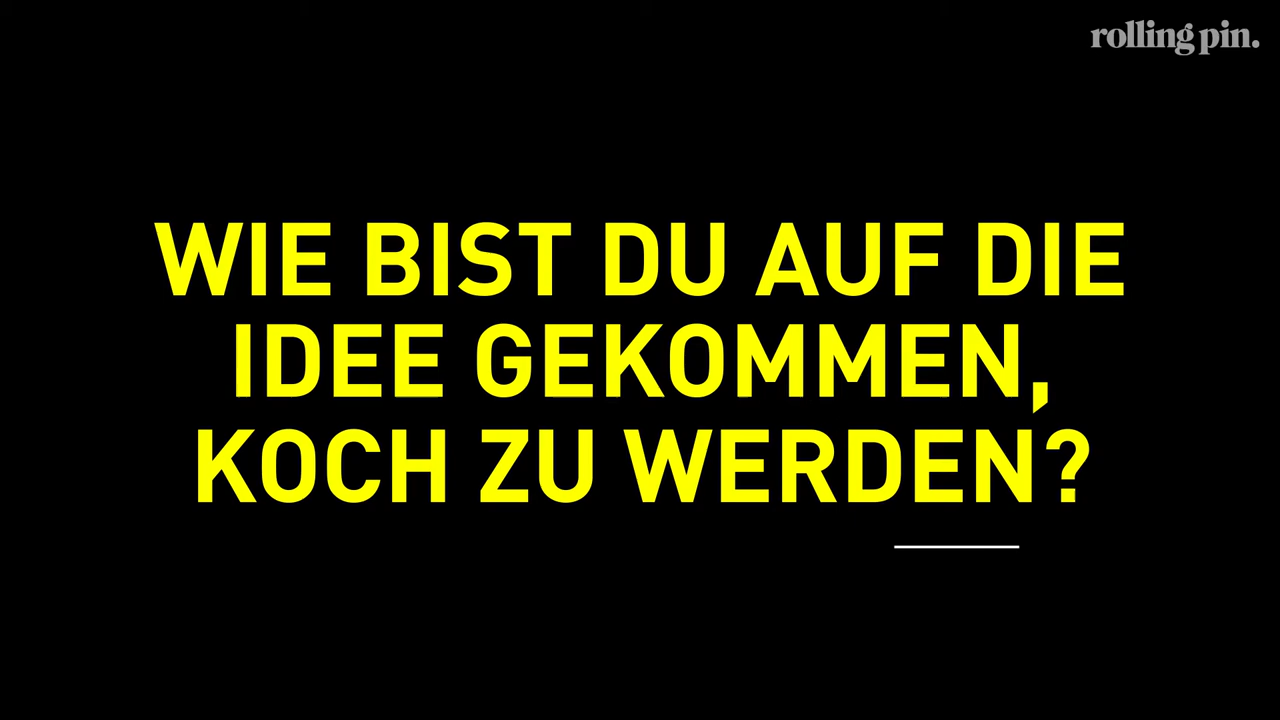 rolling pin.
WIE BIST DU AUF DIE
IDEE GEKOMMEN,
KOCH ZU WERDEN?